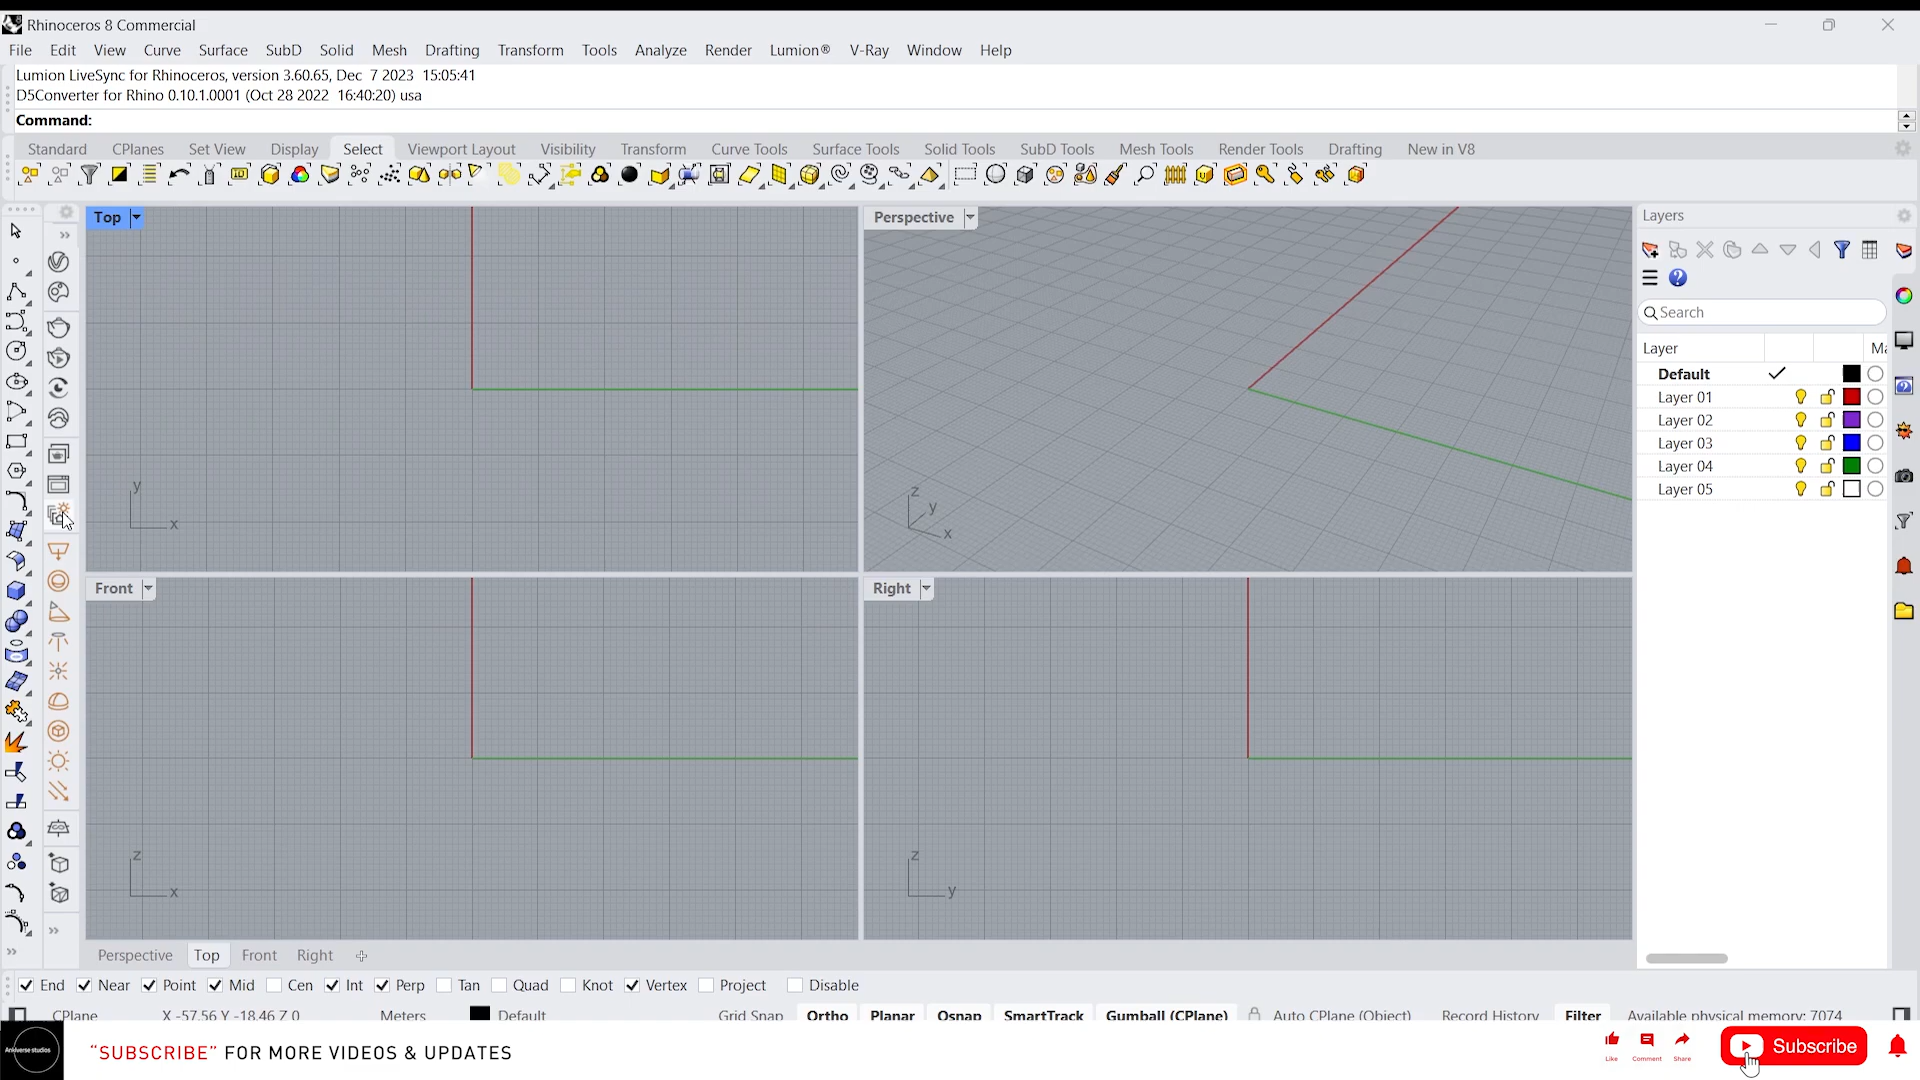 Rhinoceros 8 Commercial
File Edit View Curve Surface SubD Solid Mesh Drafting Transform Tools Analyze Render Lumion® V-Ray Window Help
Lumion LiveSync for Rhinoceros, version 3.60.65, Dec 7 2023 15:05:41
D5Converter for Rhino 0.10.1.0001 (Oct 28 2022 16:40:20) usa
Command:
Standard CPlanes Set View Display Select Viewport Layout Visibility Transform Curve Tools Surface Tools Solid Tools SubD Tools Mesh Tools Render Tools Drafting New in V8
Top
Perspective
Layers
Search
Layer
Default
Layer 01
Layer 02
Layer 03
Layer 04
Layer 05
y
x
z
y
x
Front
Right
z
x
z
y
Perspective Top Front Right
End Near Point Mid Cen Int Perp Tan Quad Knot Vertex Project Disable
CPlane X -57.56 Y -18.46 Z 0 Meters Default Grid Snap Ortho Planar Osnap SmartTrack Gumball (CPlane) Auto CPlane (Object) Record History Filter Available physical memory: 7074
"SUBSCRIBE" FOR MORE VIDEOS & UPDATES
Like Comment Share
Subscribe